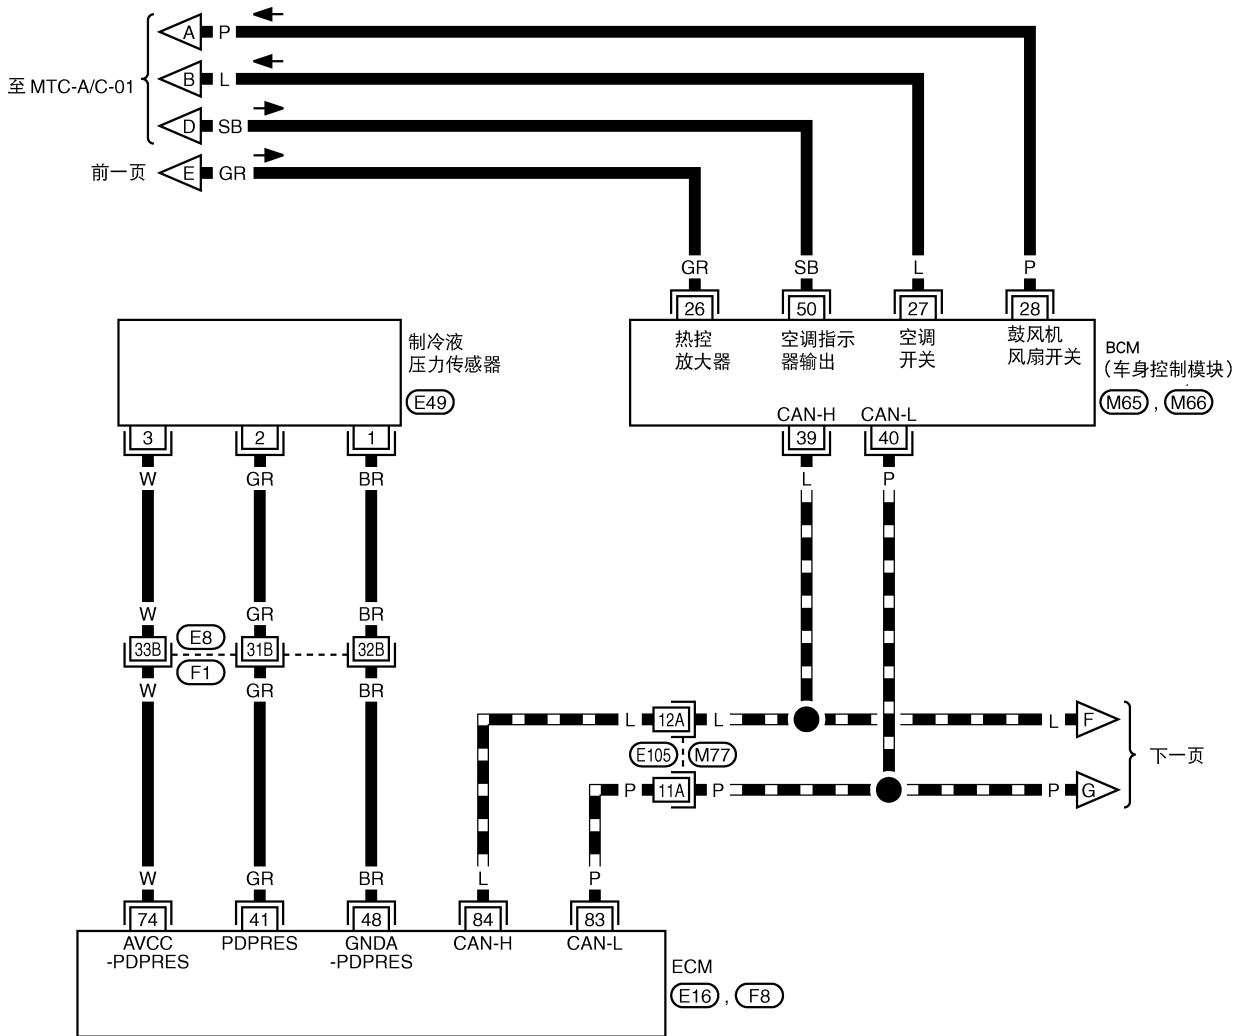 A P
至 MTC-A/C-01
B L
D SB
前一页
E GR
GR SB L P
26 50 27 28
热控
放大器
空调指示
器输出
空调
开关
鼓风机
风扇开关
BCM
(车身控制模块)
M65 , M66
制冷液
压力传感器
E49
CAN-H CAN-L
3 2 1
39 40
W GR BR
L P
W GR BR
33B E8 31B 32B
F1
W GR BR
L 12A L L F
E105 M77
下一页
P 11A P P G
W GR BR L P
74 41 48 84 83
AVCC
-PDPRES
PDPRES
GNDA
-PDPRES
CAN-H
CAN-L
ECM
E16 , F8